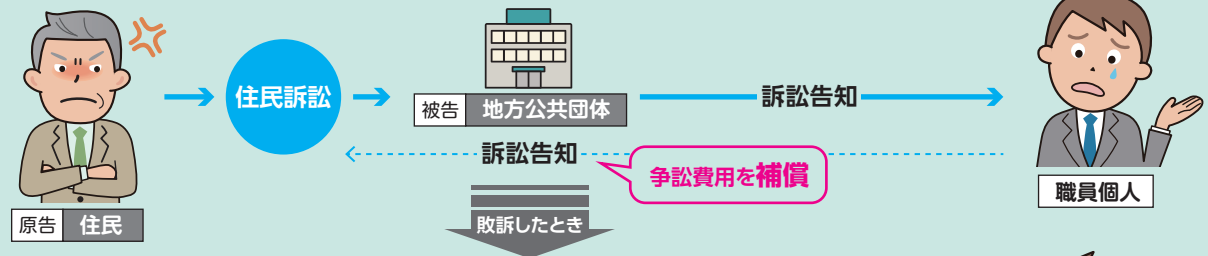 住民訴訟
被告 地方公共団体
訴訟告知
訴訟告知
争訟費用を補償
職員個人
原告 住民
敗訴したとき